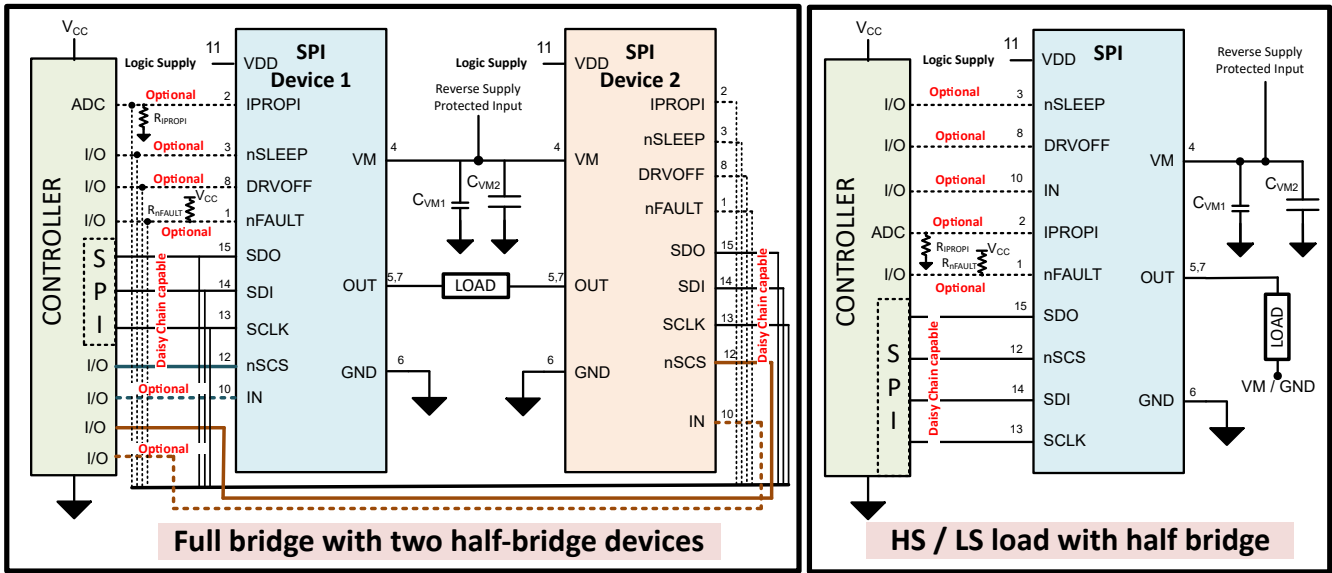 VCC
CONTROLLER
ADC
I/O
I/O
I/O
S
P
I
I/O
I/O
I/O
I/O
Optional
RIPROPI
Optional
Optional
RnFAULT
VCC
Optional
Daisy Chain capable
Optional
Optional
11
Logic Supply
2
3
8
1
15
14
13
12
10
SPI
Device 1
VDD
IPROPI
nSLEEP
DRVOFF
nFAULT
SDO
SDI
SCLK
nSCS
IN
VM
OUT
GND
4
5,7
6
Reverse Supply
Protected Input
CVM1
CVM2
LOAD
11
Logic Supply
4
5,7
6
SPI
Device 2
VDD
VM
OUT
GND
IPROPI
nSLEEP
DRVOFF
nFAULT
SDO
SDI
SCLK
nSCS
IN
2
3
8
1
15
14
13
12
10
Daisy Chain capable
Full bridge with two half-bridge devices
VCC
CONTROLLER
I/O
I/O
I/O
ADC
I/O
S
P
I
11
Logic Supply
Optional
Optional
Optional
Optional
RIPROPI
VCC
RnFAULT
Optional
Daisy Chain capable
3
8
10
2
1
15
12
14
13
SPI
VDD
nSLEEP
DRVOFF
IN
IPROPI
nFAULT
SDO
nSCS
SDI
SCLK
VM
OUT
GND
4
5,7
6
Reverse Supply
Protected Input
CVM1
CVM2
LOAD
VM / GND
HS / LS load with half bridge